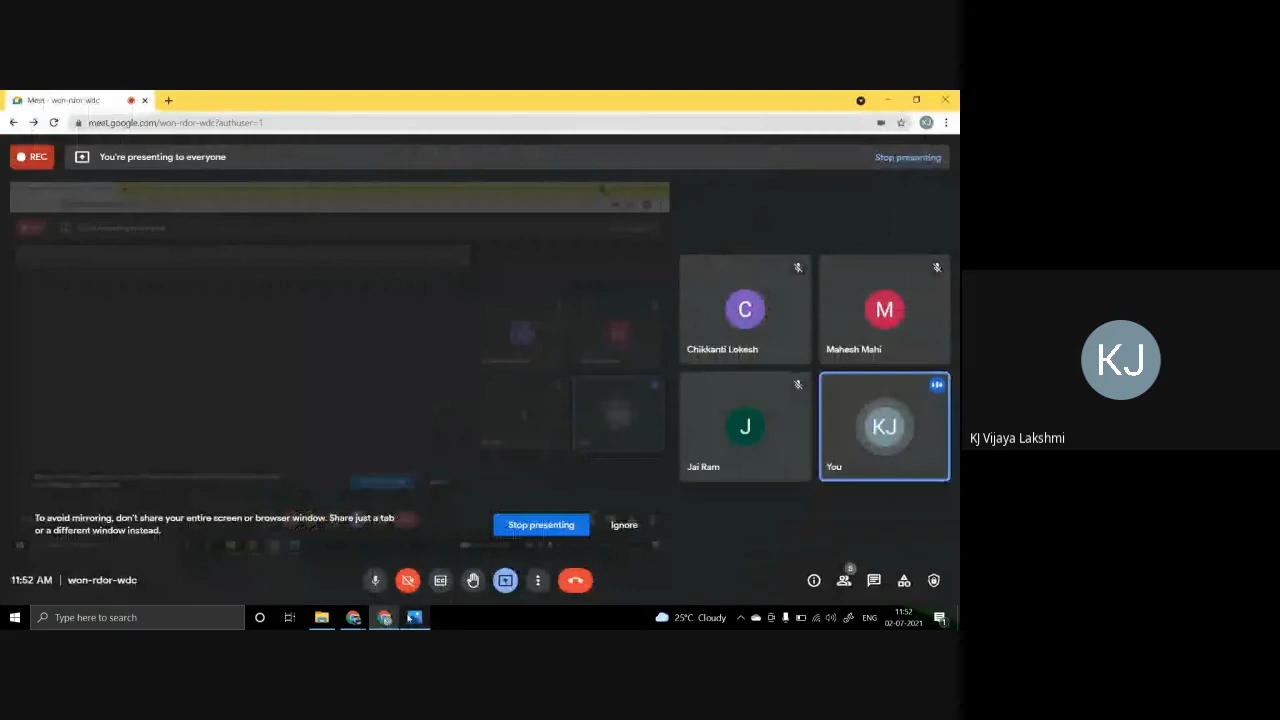 Meet - won-rdor-wdc
meet.google.com/won-rdor-wdc?authuser=1
KJ
REC
You're presenting to everyone
Stop presenting
C
Chikkanti Lokesh
M
Mahesh Mahi
J
Jai Ram
KJ
You
KJ
KJ Vijaya Lakshmi
To avoid mirroring, don't share your entire screen or browser window. Share just a tab
or a different window instead.
Stop presenting
Ignore
11:52 AM | won-rdor-wdc
Type here to search
25°C Cloudy
ENG
11:52
02-07-2021